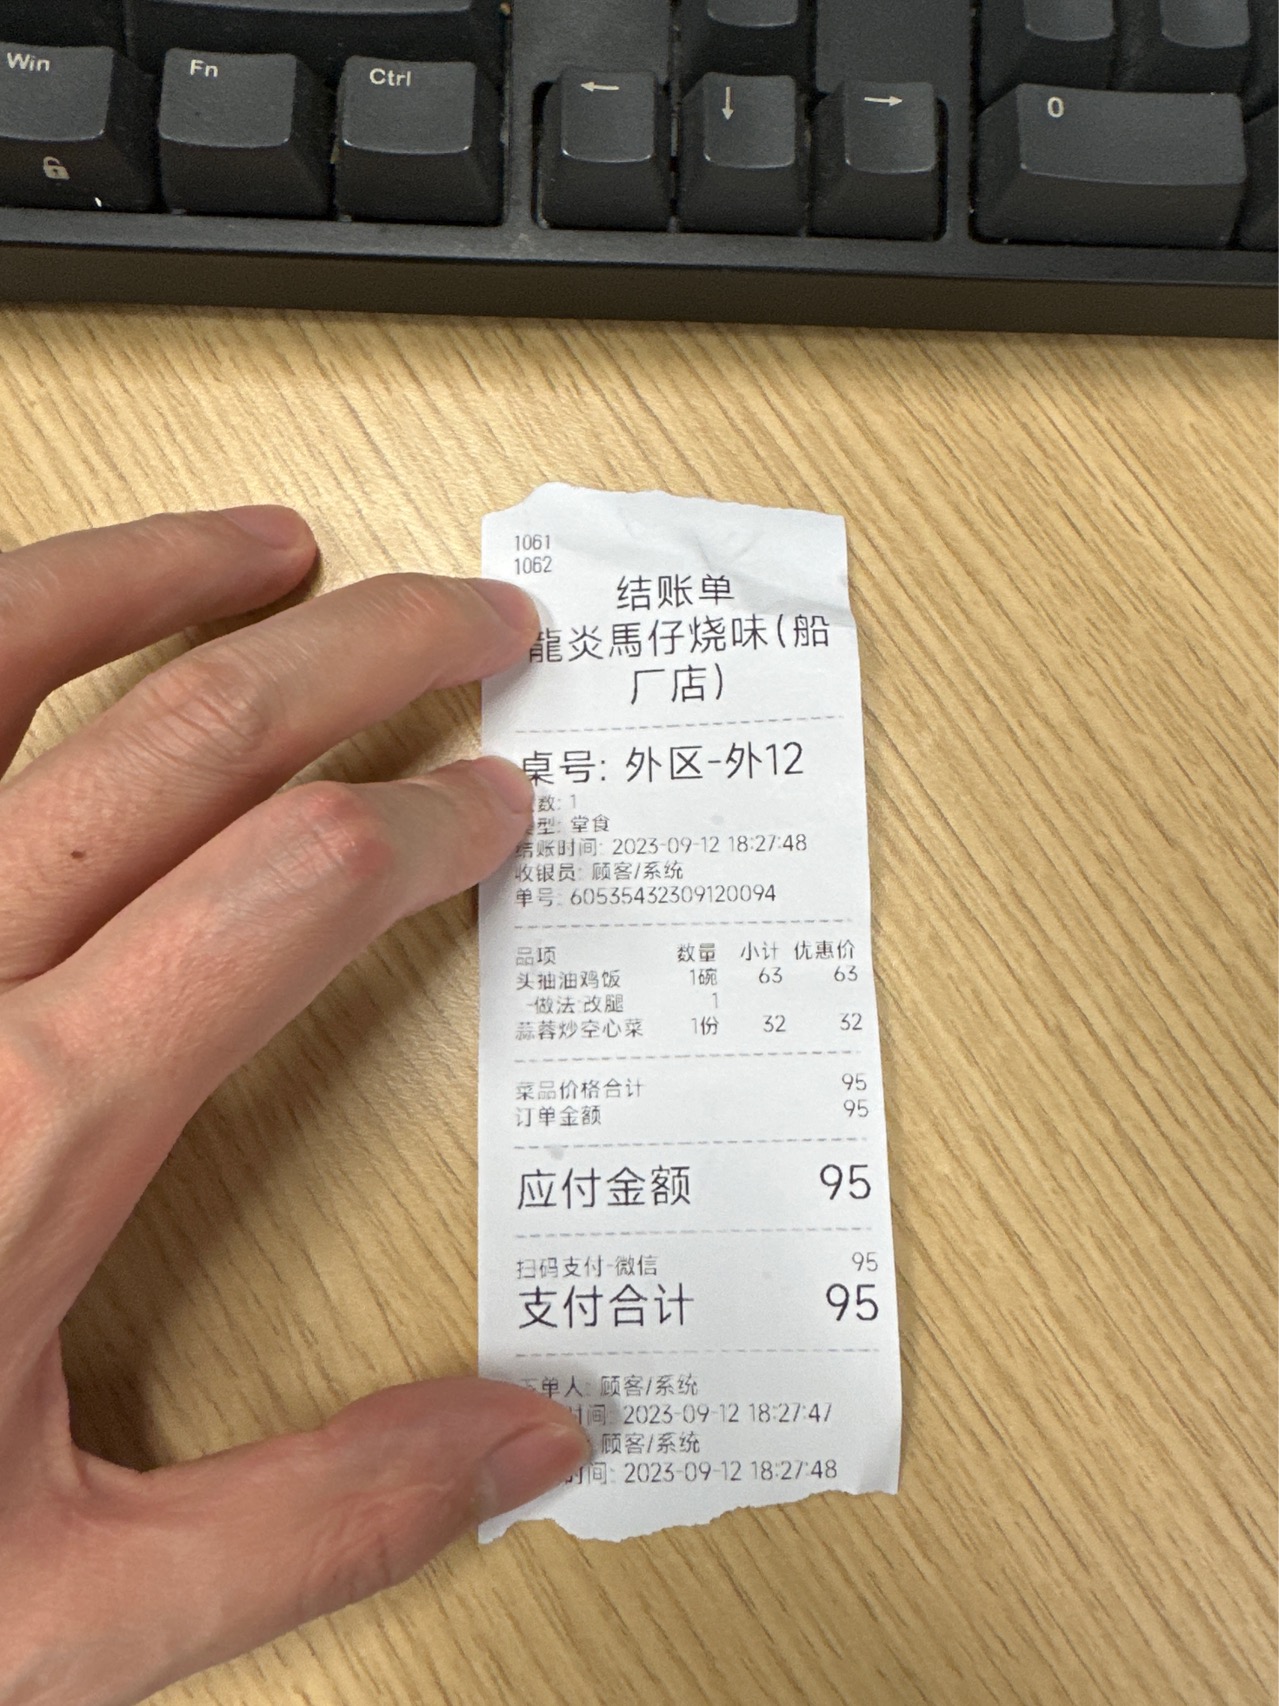 Win
Fn
Ctrl
←
↓
→
0
1061
1062
结账单
龍炎馬仔烧味(船
厂店)
桌号: 外区-外12
数: 1
型: 堂食
结账时间: 2023-09-12 18:27:48
收银员: 顾客/系统
单号: 60535432309120094
品项 数量 小计 优惠价
头抽油鸡饭 1碗 63 63
-做法:改腿 1
蒜蓉炒空心菜 1份 32 32
菜品价格合计 95
订单金额 95
应付金额 95
扫码支付-微信 95
支付合计 95
单人: 顾客/系统
时间: 2023-09-12 18:27:47
: 顾客/系统
时间: 2023-09-12 18:27:48